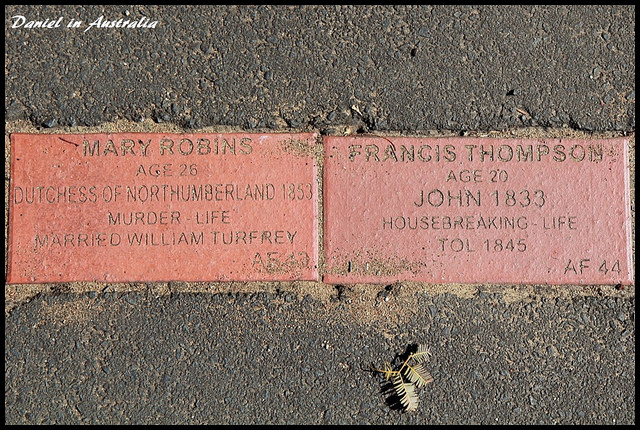 Daniel in Australia
MARY ROBINS
AGE 26
DUTCHESS OF NORTHUMBERLAND 1853
MURDER - LIFE
MARRIED WILLIAM TURFREY
AF 43
FRANCIS THOMPSON
AGE 20
JOHN 1833
HOUSEBREAKING - LIFE
TOL 1845
AF 44